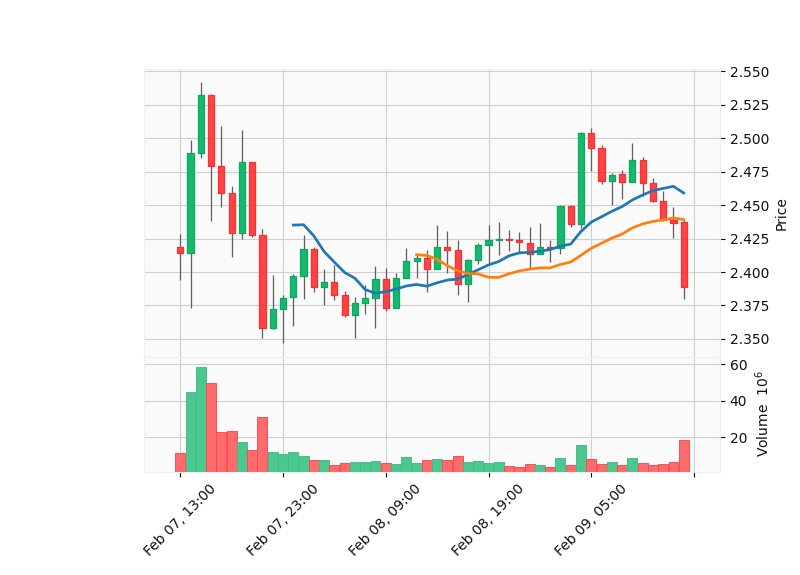 2.550
2.525
2.500
2.475
2.450
2.425
2.400
2.375
2.350
Price
60
40
20
Volume 10^6
Feb 07, 13:00
Feb 07, 23:00
Feb 08, 09:00
Feb 08, 19:00
Feb 09, 05:00